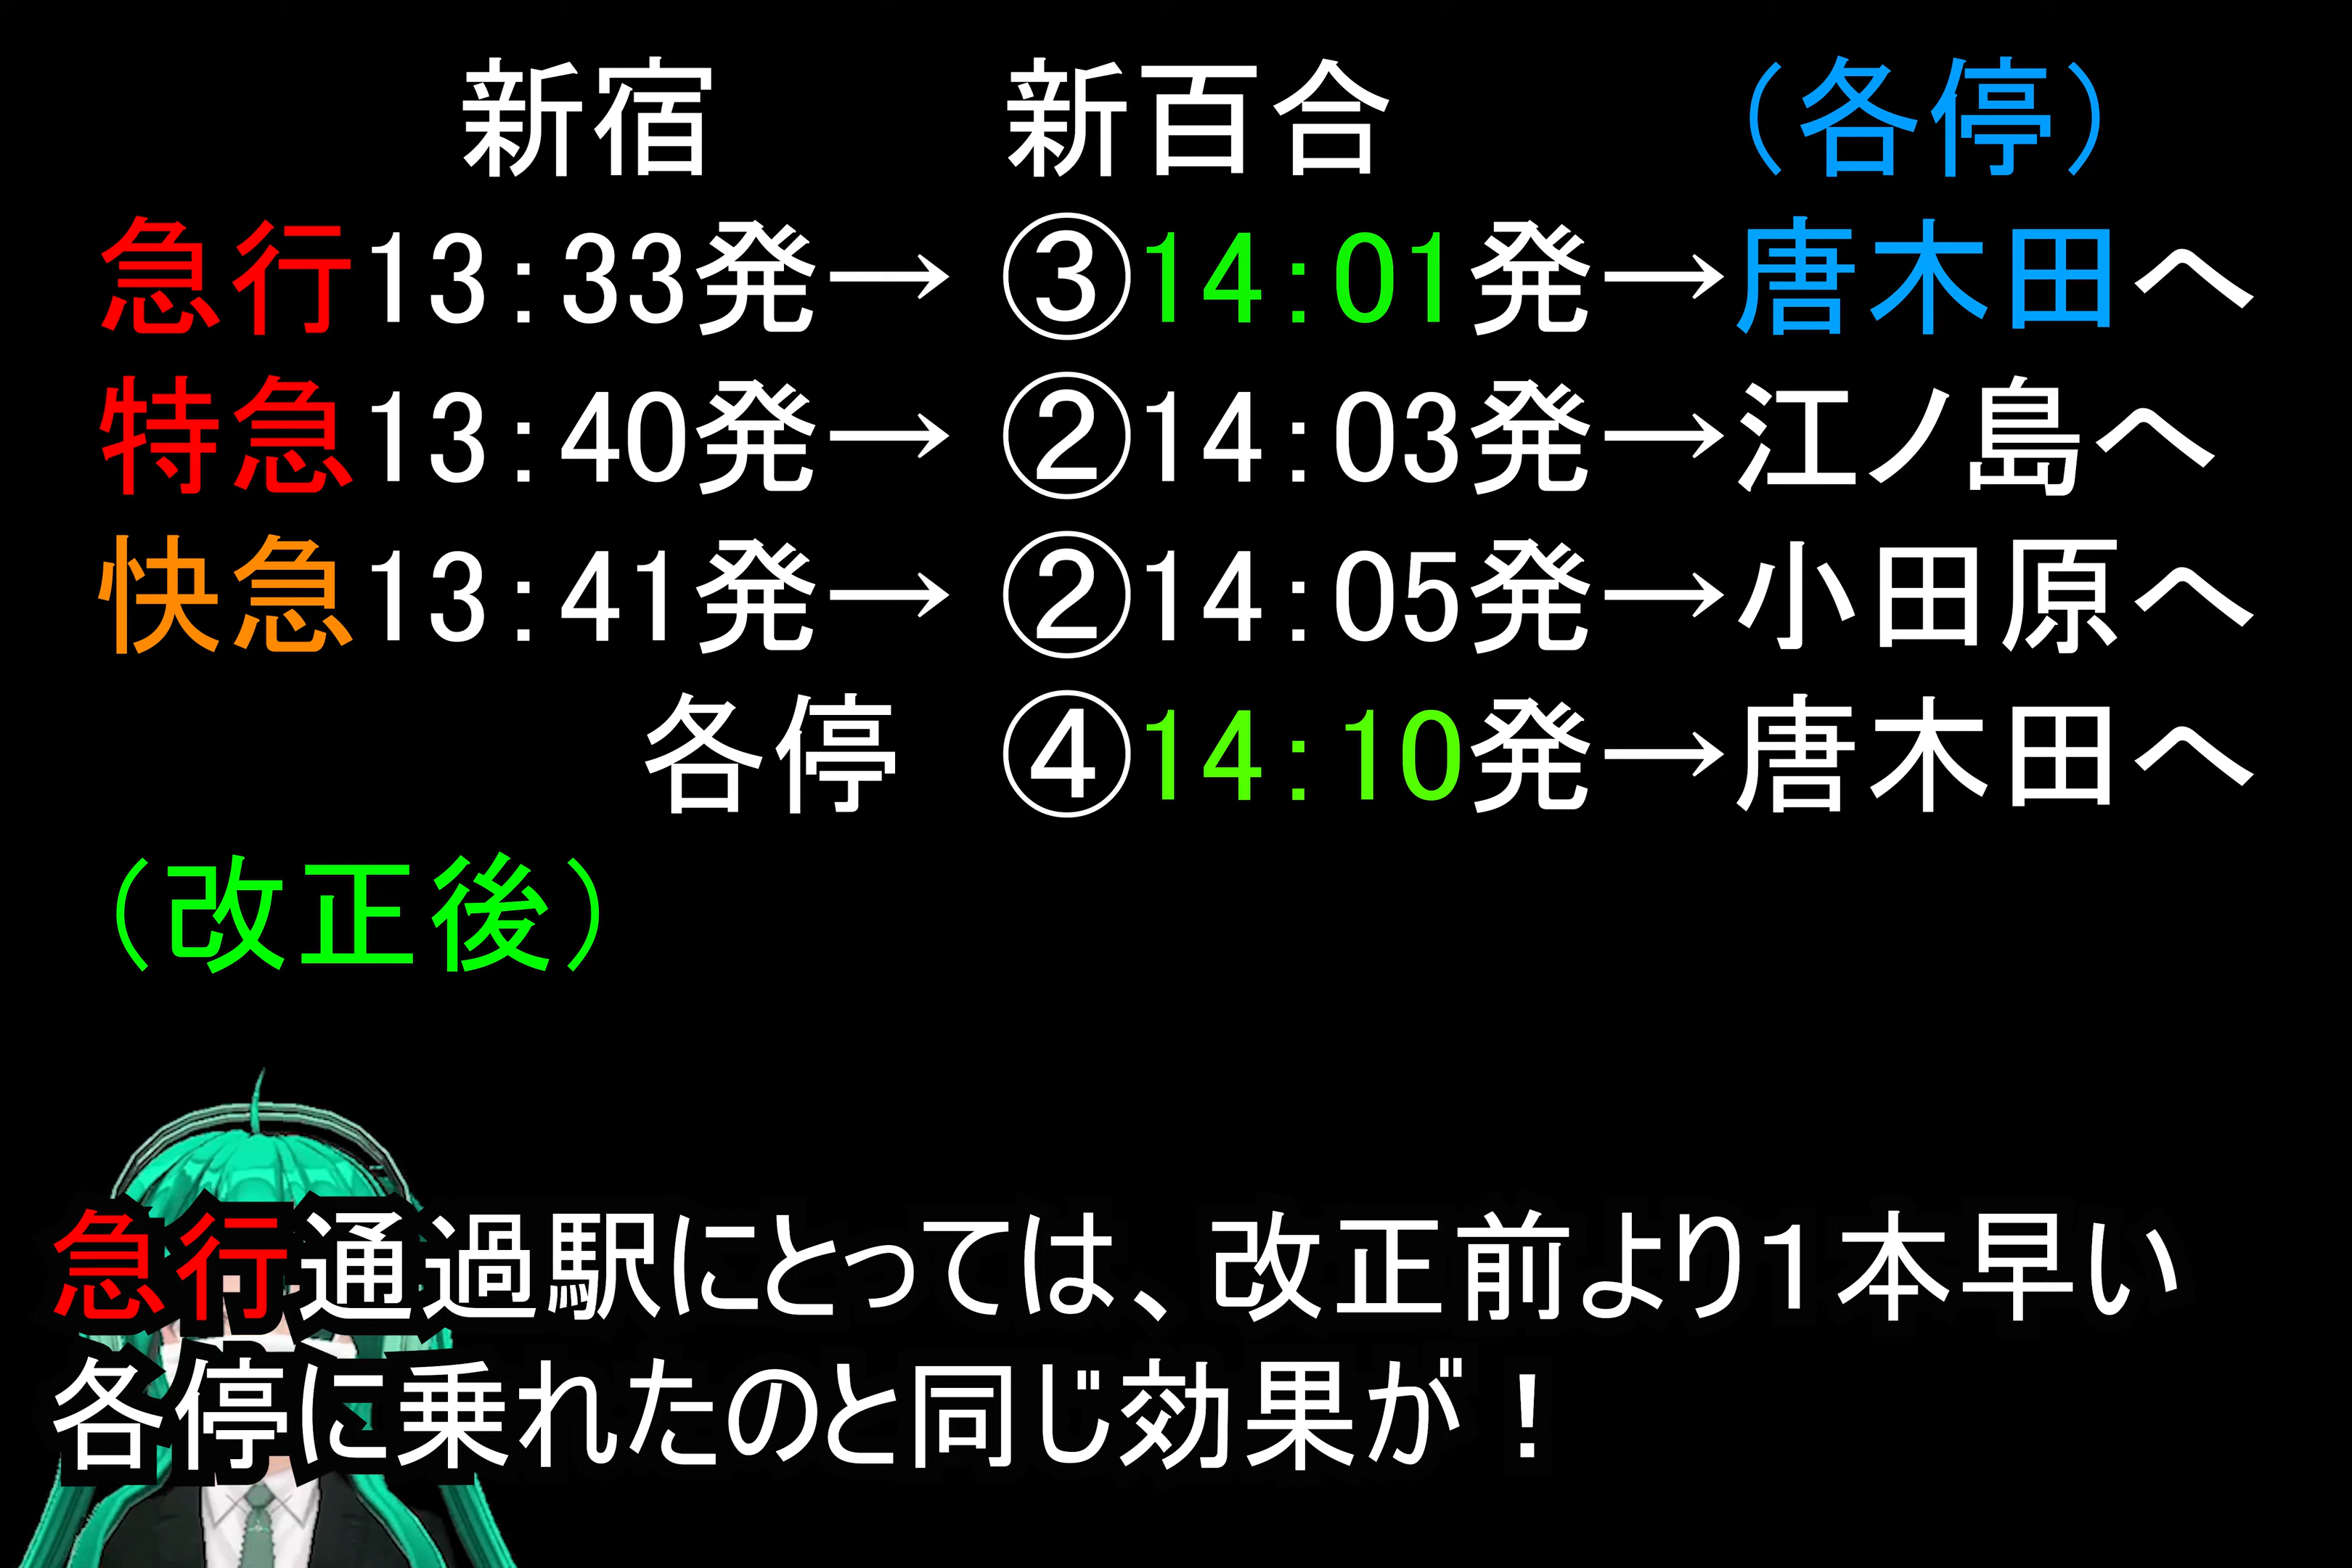 新宿 新百合 （各停）
急行13:33発→ ③14:01発→唐木田へ
特急13:40発→ ②14:03発→江ノ島へ
快急13:41発→ ②14:05発→小田原へ
各停 ④14:10発→唐木田へ
（改正後）
急行通過駅にとっては、改正前より1本早い
各停に乗れたのと同じ効果が！